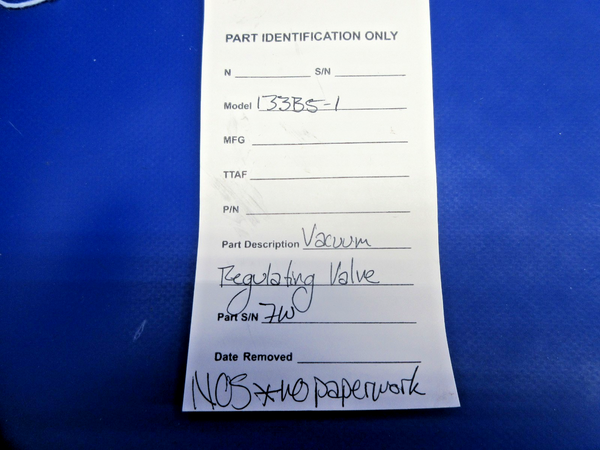 PART IDENTIFICATION ONLY
N S/N
Model 133B5-1
MFG
TTAF
P/N
Part Description Vacuum
Regulating Valve
Part S/N 7W
Date Removed
NOS *no paperwork